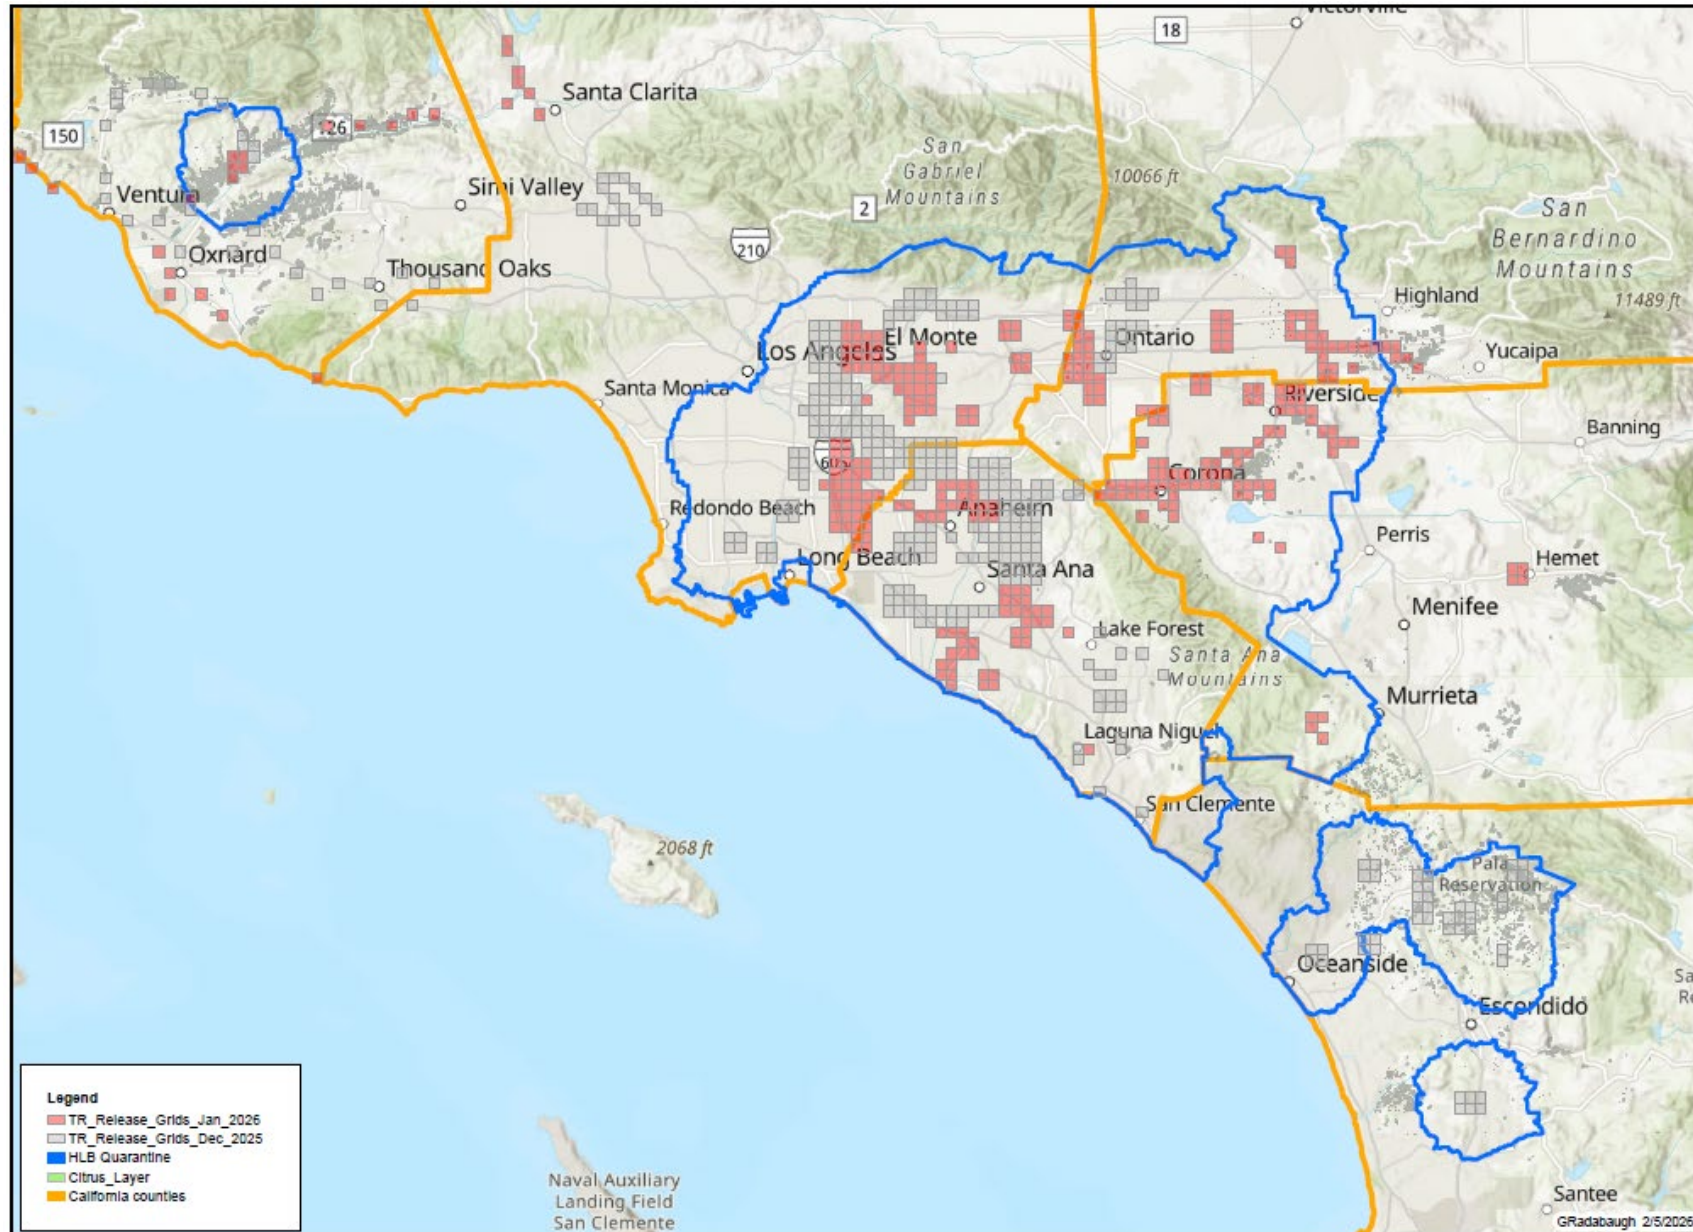 Victorville
18
Santa Clarita
150
126
San
Gabriel
Mountains
10066 ft
Ventura
Simi Valley
2
San
Bernardino
Mountains
210
Oxnard
Thousand Oaks
Highland
11489 ft
El Monte
Ontario
Los Angeles
Yucaipa
Santa Monica
Riverside
Banning
605
Corona
Redondo Beach
Anaheim
Perris
Long Beach
Santa Ana
Hemet
Menifee
Lake Forest
Santa Ana
Mountains
Murrieta
Laguna Niguel
San Clemente
2068 ft
Pala
Reservation
Oceanside
Escondido
Legend
TR_Release_Grids_Jan_2026
TR_Release_Grids_Dec_2025
HLB Quarantine
Citrus_Layer
California counties
Naval Auxiliary
Landing Field
San Clemente
Santee
GRadabaugh 2/5/2026